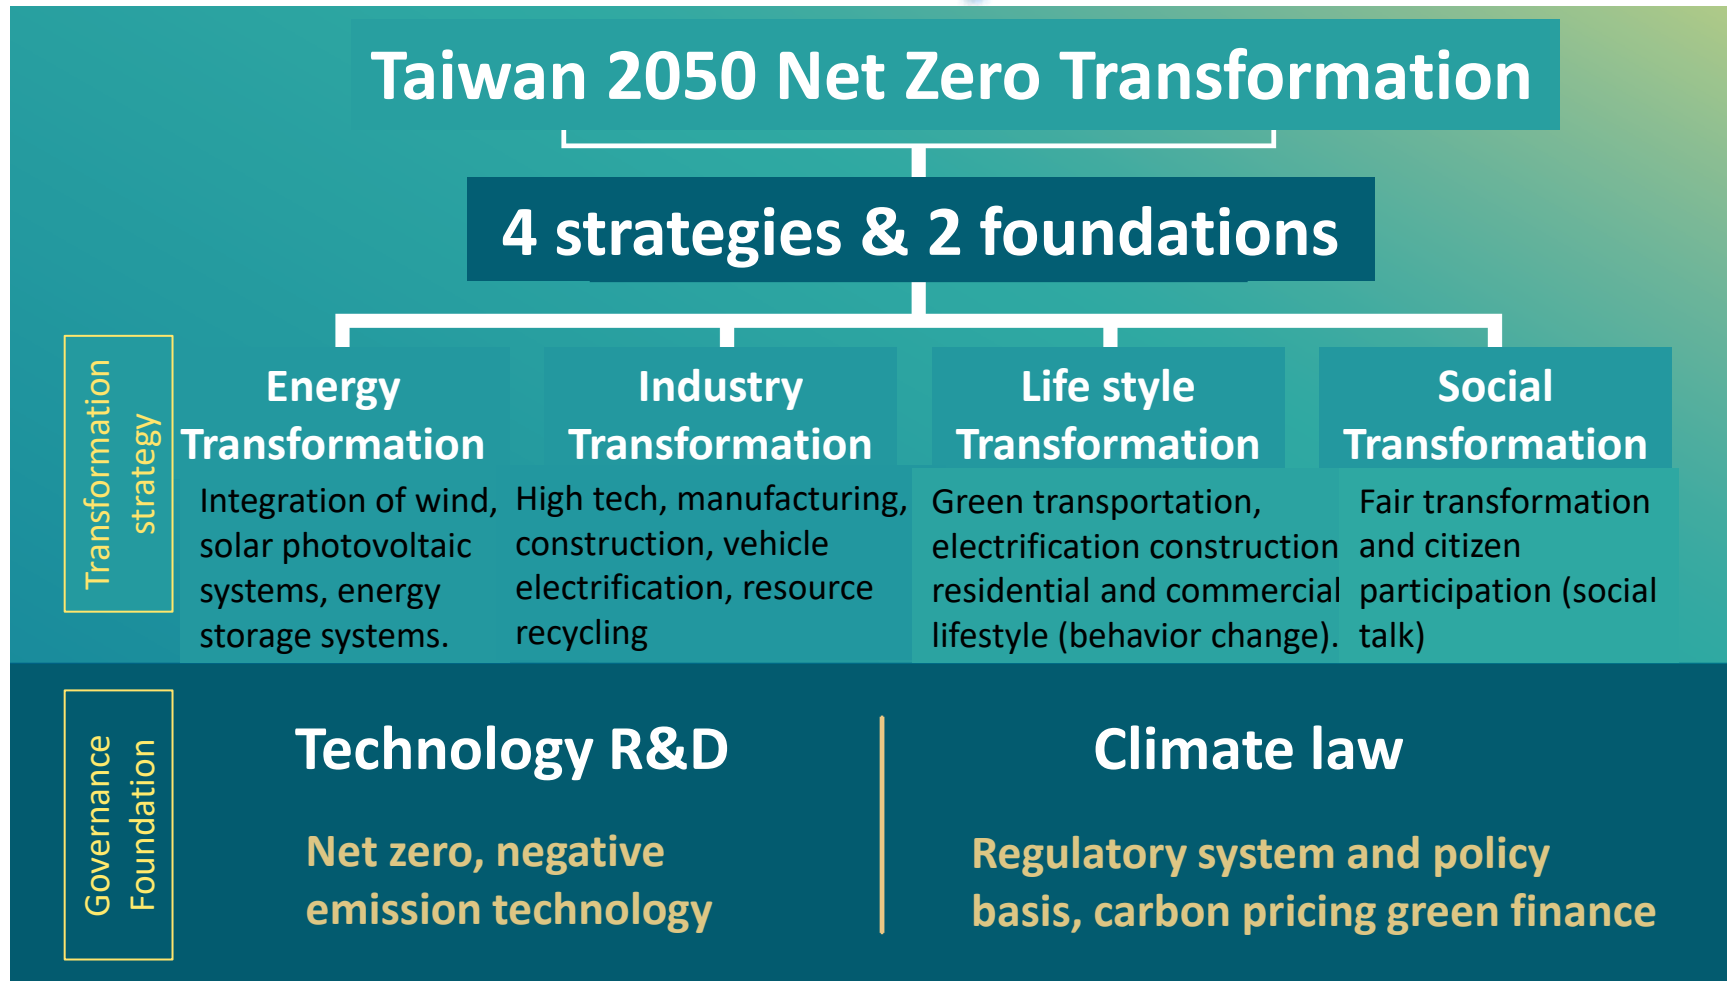 Taiwan 2050 Net Zero Transformation
4 strategies & 2 foundations
Transformation
strategy
Energy
Transformation
Integration of wind,
solar photovoltaic
systems, energy
storage systems.
Industry
Transformation
High tech, manufacturing,
construction, vehicle
electrification, resource
recycling
Life style
Transformation
Green transportation,
electrification construction
residential and commercial
lifestyle (behavior change).
Social
Transformation
Fair transformation
and citizen
participation (social
talk)
Governance
Foundation
Technology R&D
Net zero, negative
emission technology
Climate law
Regulatory system and policy
basis, carbon pricing green finance